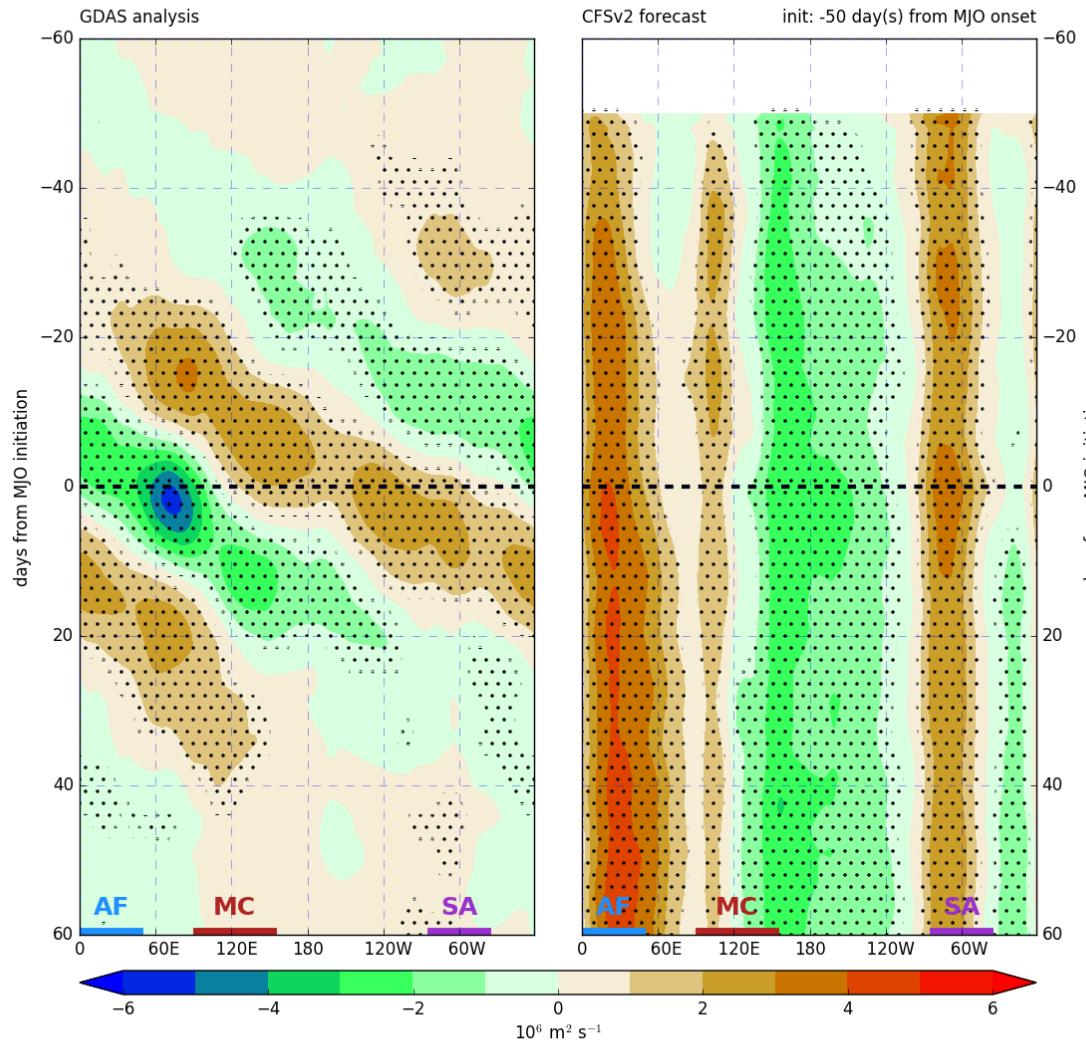 GDAS analysis
CFSv2 forecast init: -50 day(s) from MJO onset
−60 −60
−40 −40
−20 −20
0 0
20 20
40 40
60 60
days from MJO initiation
AF MC SA
AF MC SA
0 60E 120E 180 120W 60W
0 60E 120E 180 120W 60W
−6 −4 −2 0 2 4 6
10⁶ m² s⁻¹